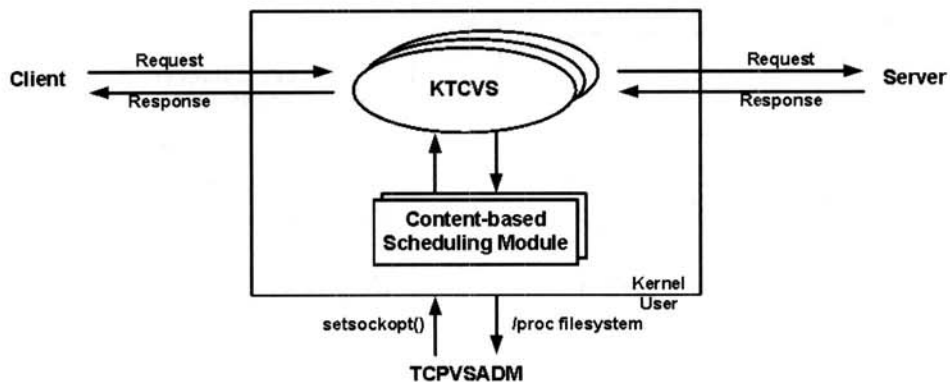 Client
Request
Response
KTCVS
Request
Response
Server
Content-based
Scheduling Module
Kernel
User
setsockopt()
/proc filesystem
TCPVSADM